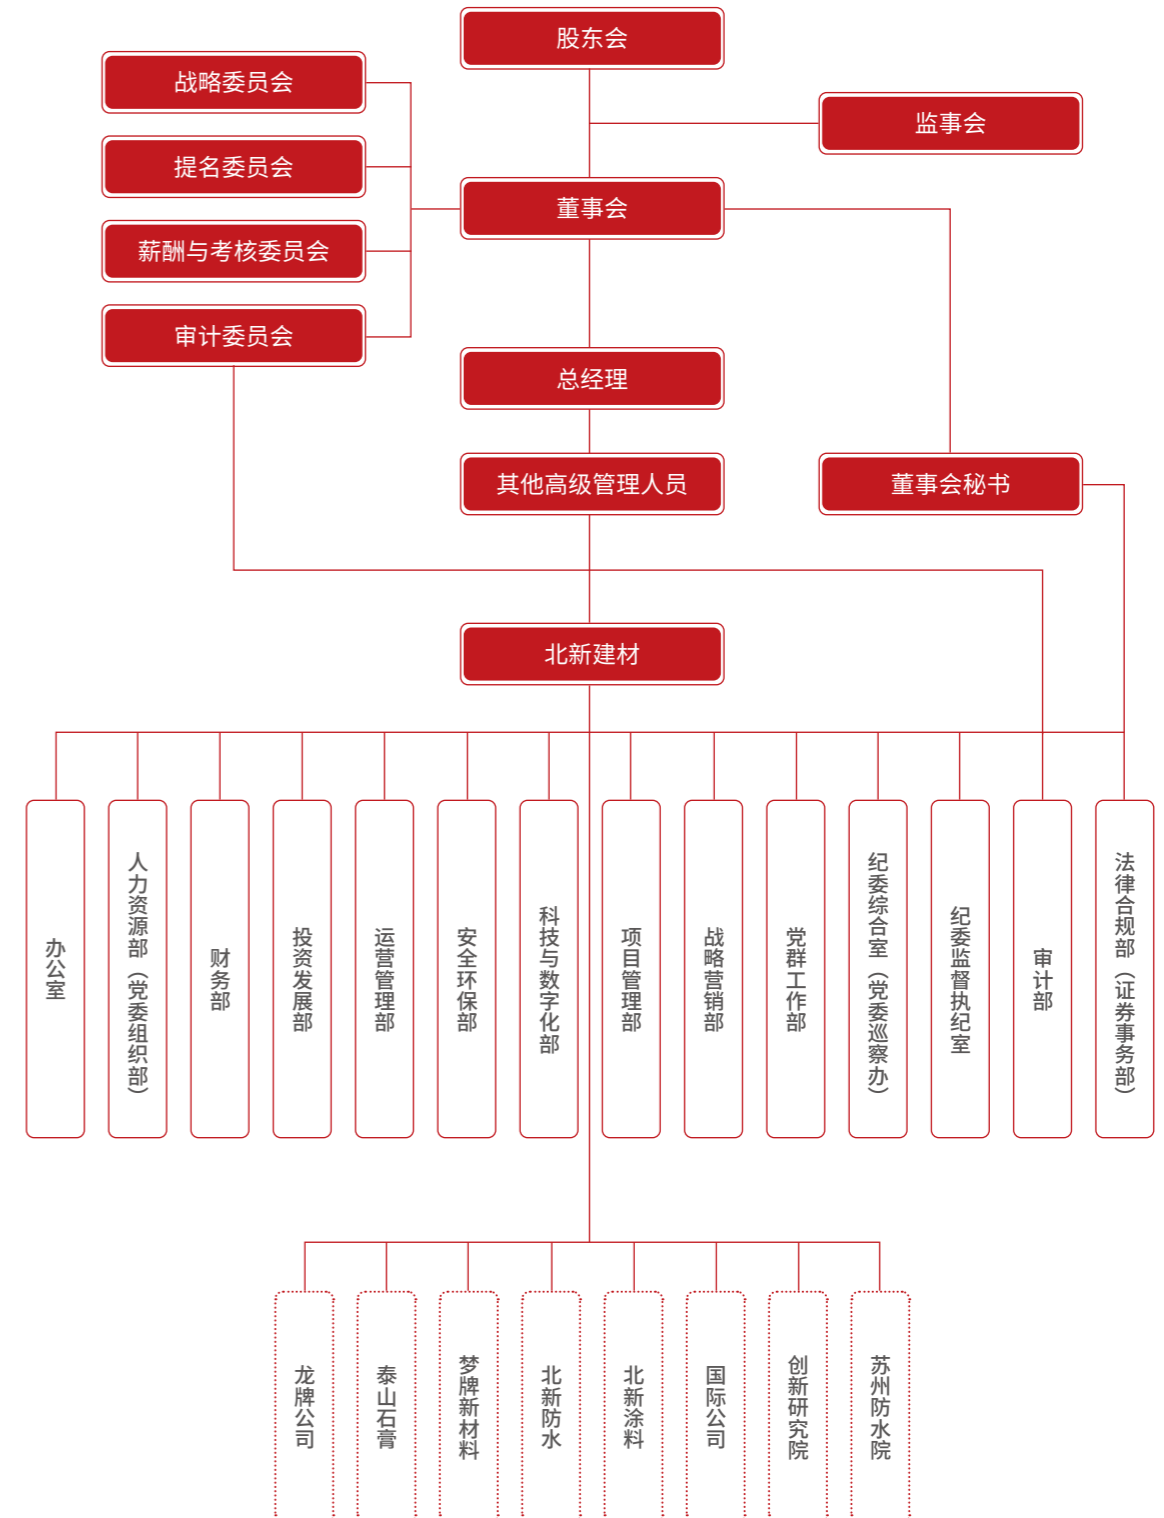 股东会
战略委员会
监事会
提名委员会
董事会
薪酬与考核委员会
审计委员会
总经理
其他高级管理人员
董事会秘书
北新建材
办公室
人力资源部（党委组织部）
财务部
投资发展部
运营管理部
安全环保部
科技与数字化部
项目管理部
战略营销部
党群工作部
纪委综合室（党委巡察办）
纪委监督执纪室
审计部
法律合规部（证券事务部）
龙牌公司
泰山石膏
梦牌新材料
北新防水
北新涂料
国际公司
创新研究院
苏州防水院